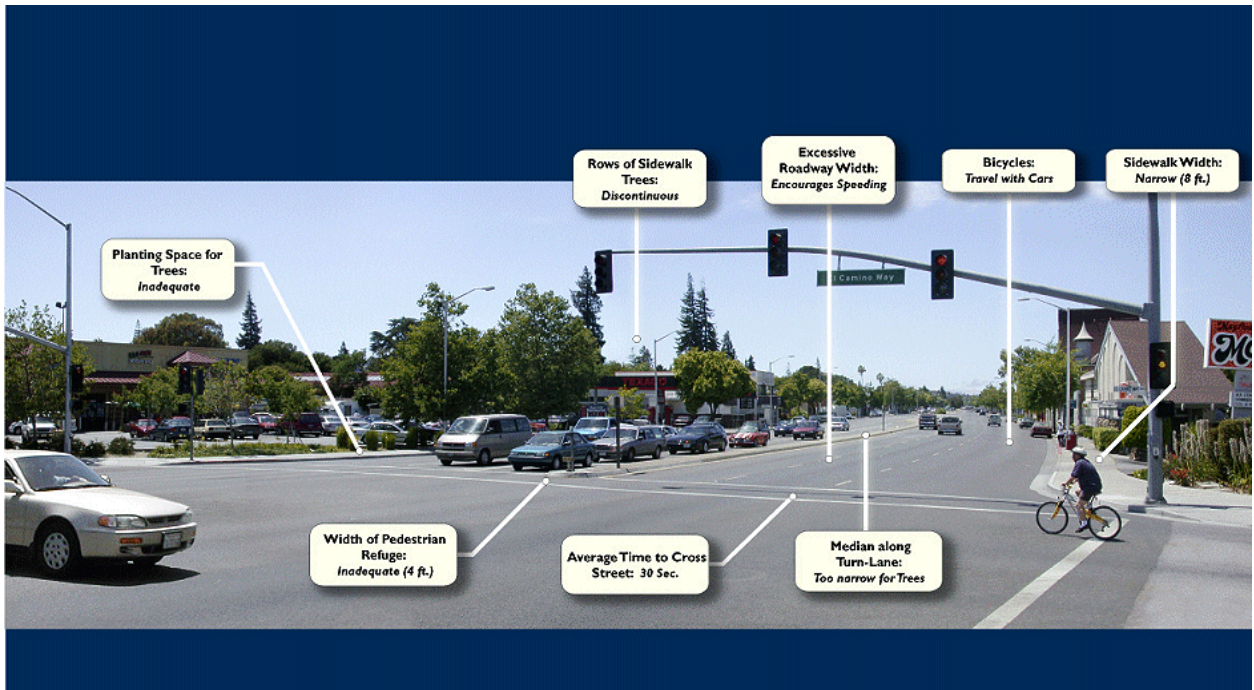 Rows of Sidewalk
Trees:
Discontinuous
Excessive
Roadway Width:
Encourages Speeding
Bicycles:
Travel with Cars
Sidewalk Width:
Narrow (8 ft.)
Planting Space for
Trees:
Inadequate
El Camino Way
TEXACO
Width of Pedestrian
Refuge:
Inadequate (4 ft.)
Average Time to Cross
Street: 30 Sec.
Median along
Turn-Lane:
Too narrow for Trees